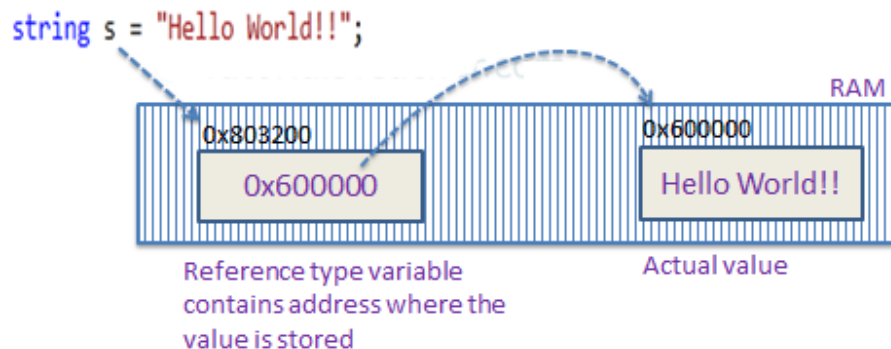 string s = "Hello World!!";
RAM
0x803200
0x600000
0x600000
Hello World!!
Reference type variable
contains address where the
value is stored
Actual value